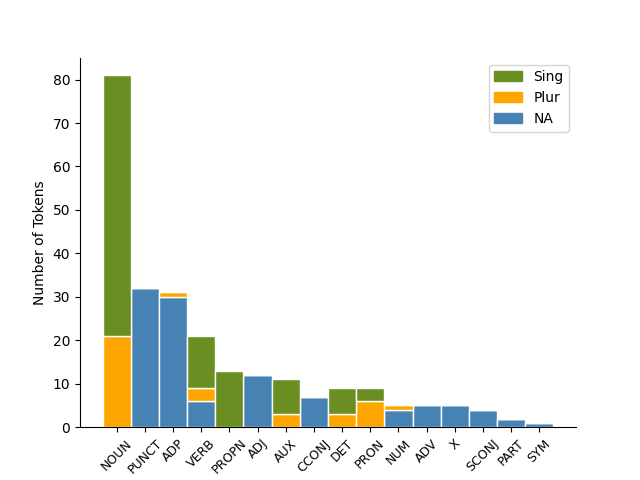 Sing
Plur
NA
Number of Tokens
80
70
60
50
40
30
20
10
0
NOUN
PUNCT
ADP
VERB
PROPN
ADJ
AUX
CCONJ
DET
PRON
NUM
ADV
X
SCONJ
PART
SYM